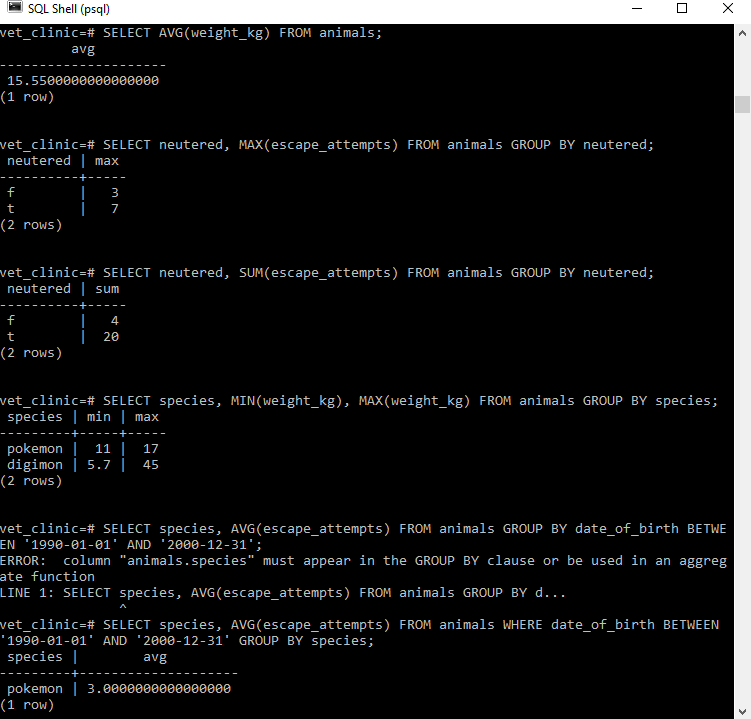 SQL Shell (psql)
vet_clinic=# SELECT AVG(weight_kg) FROM animals;
         avg
---------------------
 15.5500000000000000
(1 row)
vet_clinic=# SELECT neutered, MAX(escape_attempts) FROM animals GROUP BY neutered;
 neutered | max
----------+-----
 f        |   3
 t        |   7
(2 rows)
vet_clinic=# SELECT neutered, SUM(escape_attempts) FROM animals GROUP BY neutered;
 neutered | sum
----------+-----
 f        |   4
 t        |  20
(2 rows)
vet_clinic=# SELECT species, MIN(weight_kg), MAX(weight_kg) FROM animals GROUP BY species;
 species | min | max
---------+-----+-----
 pokemon |  11 |  17
 digimon | 5.7 |  45
(2 rows)
vet_clinic=# SELECT species, AVG(escape_attempts) FROM animals GROUP BY date_of_birth BETWE
EN '1990-01-01' AND '2000-12-31';
ERROR:  column "animals.species" must appear in the GROUP BY clause or be used in an aggreg
ate function
LINE 1: SELECT species, AVG(escape_attempts) FROM animals GROUP BY d...
               ^
vet_clinic=# SELECT species, AVG(escape_attempts) FROM animals WHERE date_of_birth BETWEEN
'1990-01-01' AND '2000-12-31' GROUP BY species;
 species |        avg
---------+--------------------
 pokemon | 3.0000000000000000
(1 row)